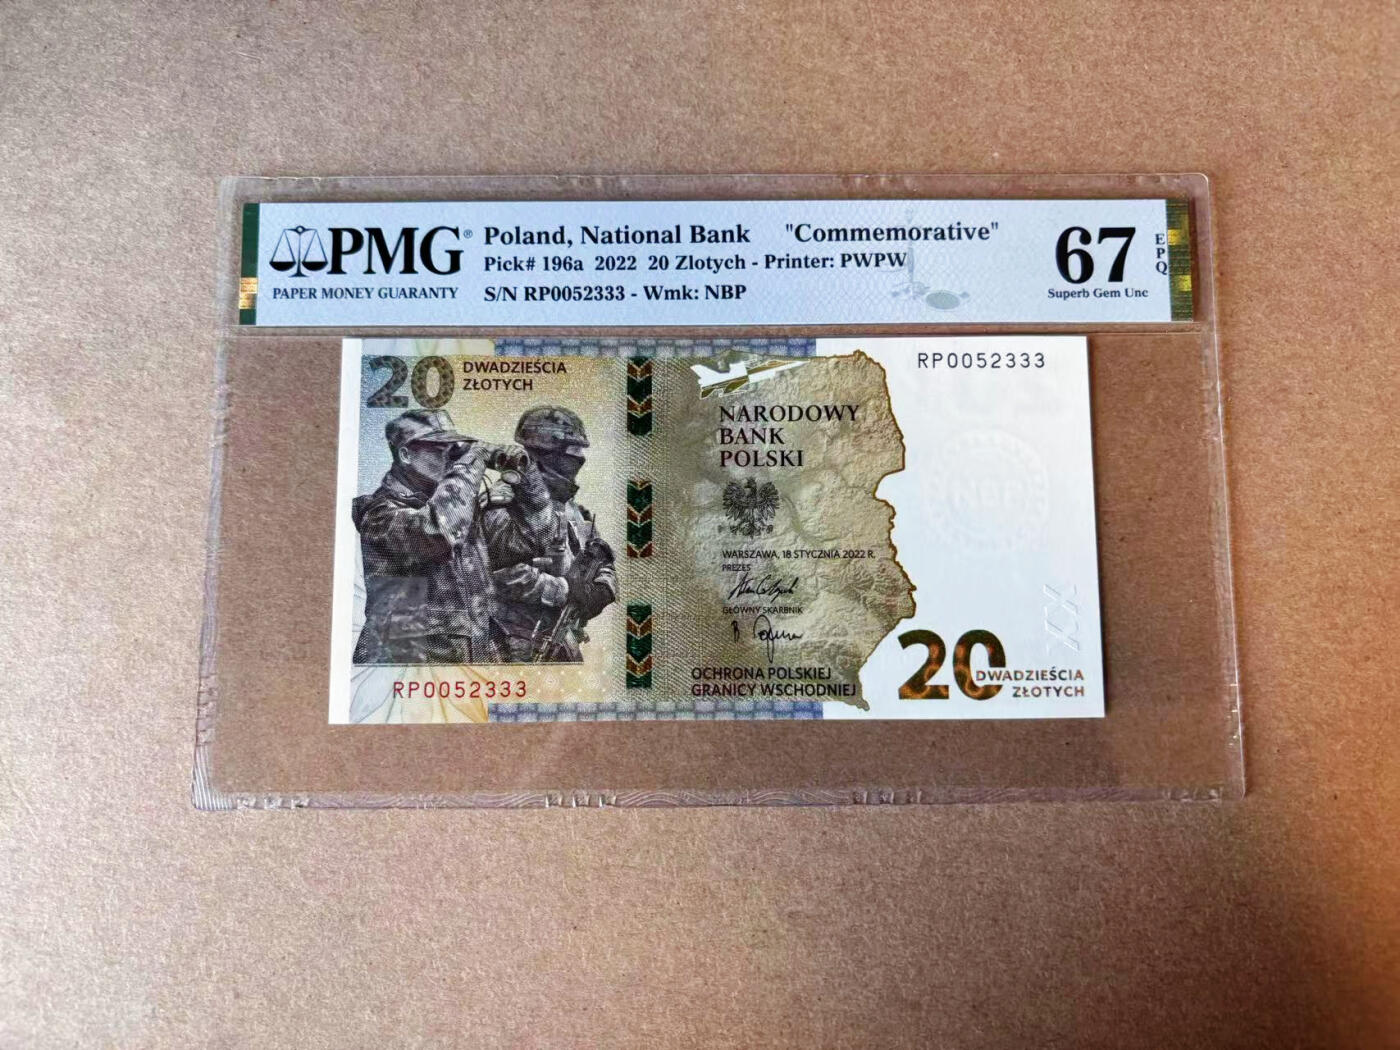 PMG®
PAPER MONEY GUARANTY
Poland, National Bank "Commemorative"
Pick# 196a 2022 20 Zlotych - Printer: PWPW
S/N RP0052333 - Wmk: NBP
67
EPQ
Superb Gem Unc
20
DWADZIEŚCIA
ZŁOTYCH
RP0052333
NARODOWY
BANK
POLSKI
NBP
WARSZAWA, 18 STYCZNIA 2022 R.
PREZES
GŁÓWNY SKARBNIK
XX
OCHRONA POLSKIEJ
GRANICY WSCHODNIEJ
RP0052333
20
DWADZIEŚCIA
ZŁOTYCH